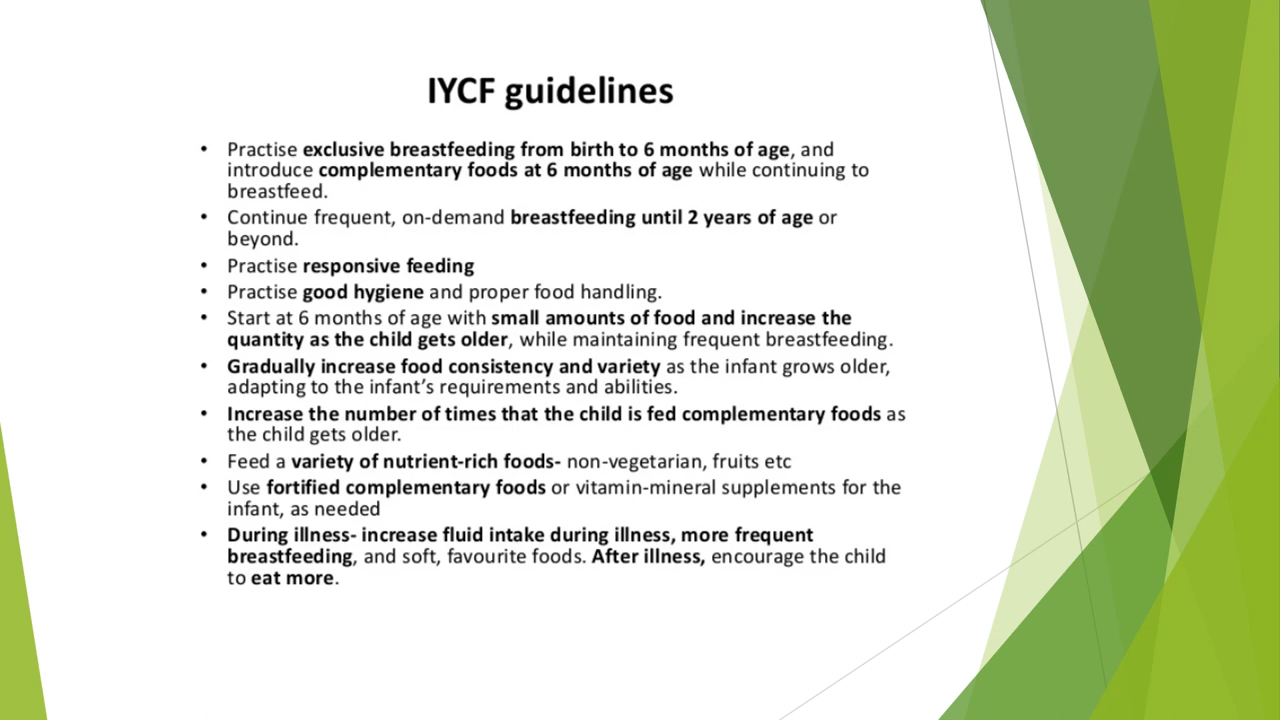 IYCF guidelines
• Practise exclusive breastfeeding from birth to 6 months of age, and
introduce complementary foods at 6 months of age while continuing to
breastfeed.
• Continue frequent, on-demand breastfeeding until 2 years of age or
beyond.
• Practise responsive feeding
• Practise good hygiene and proper food handling.
• Start at 6 months of age with small amounts of food and increase the
quantity as the child gets older, while maintaining frequent breastfeeding.
• Gradually increase food consistency and variety as the infant grows older,
adapting to the infant’s requirements and abilities.
• Increase the number of times that the child is fed complementary foods as
the child gets older.
• Feed a variety of nutrient-rich foods- non-vegetarian, fruits etc
• Use fortified complementary foods or vitamin-mineral supplements for the
infant, as needed
• During illness- increase fluid intake during illness, more frequent
breastfeeding, and soft, favourite foods. After illness, encourage the child
to eat more.